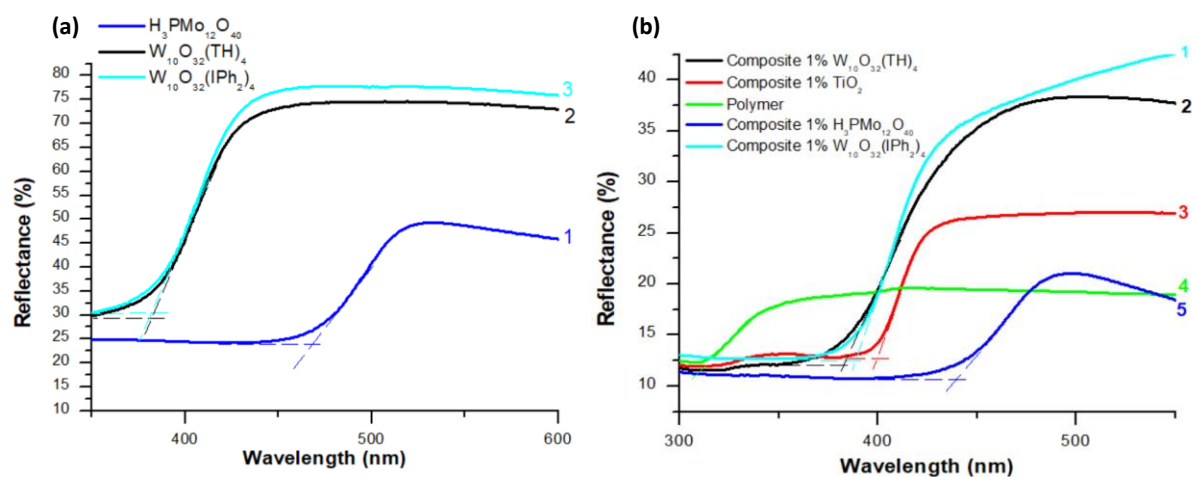 (a)
H₃PMo₁₂O₄₀
W₁₀O₃₂(TH)₄
W₁₀O₃₂(IPh₂)₄
80
75
70
65
60
55
50
45
40
35
30
25
20
15
10
Reflectance (%)
3
2
1
400
500
600
Wavelength (nm)
(b)
Composite 1% W₁₀O₃₂(TH)₄
Composite 1% TiO₂
Polymer
Composite 1% H₃PMo₁₂O₄₀
Composite 1% W₁₀O₃₂(IPh₂)₄
40
35
30
25
20
15
10
Reflectance (%)
1
2
3
4
5
300
400
500
Wavelength (nm)